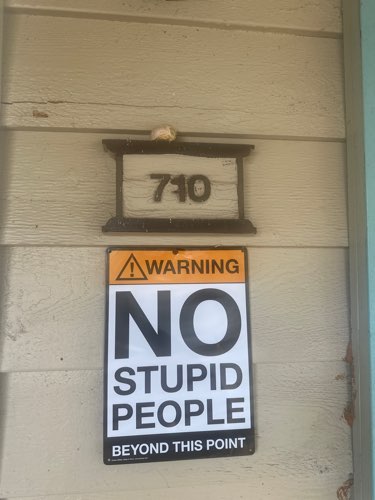 710
WARNING
NO
STUPID
PEOPLE
BEYOND THIS POINT